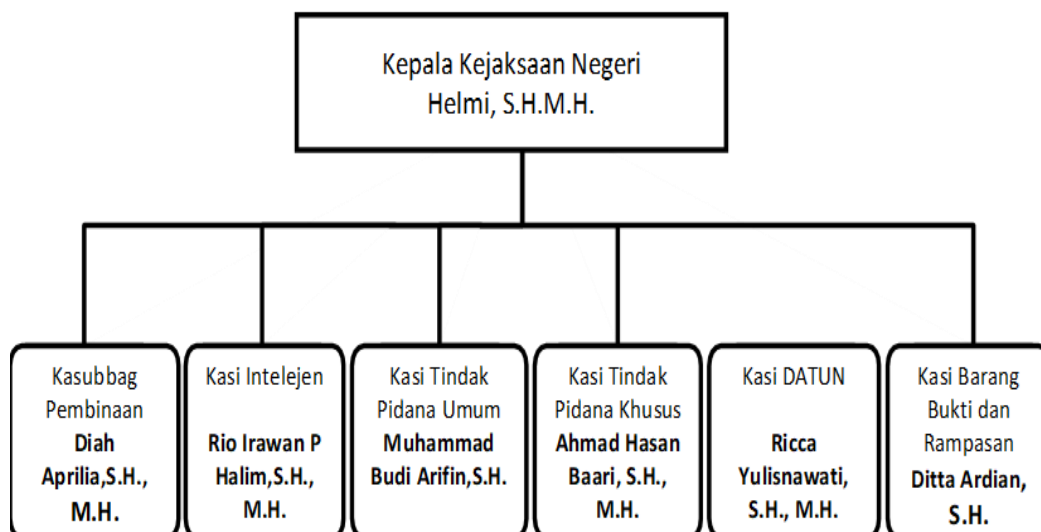 Kepala Kejaksaan Negeri
Helmi, S.H.M.H.
Kasubbag
Pembinaan
Diah
Aprilia,S.H.,
M.H.
Kasi Intelejen
Rio Irawan P
Halim,S.H.,
M.H.
Kasi Tindak
Pidana Umum
Muhammad
Budi Arifin,S.H.
Kasi Tindak
Pidana Khusus
Ahmad Hasan
Baari, S.H.,
M.H.
Kasi DATUN
Ricca
Yulisnawati,
S.H., M.H.
Kasi Barang
Bukti dan
Rampasan
Ditta Ardian,
S.H.